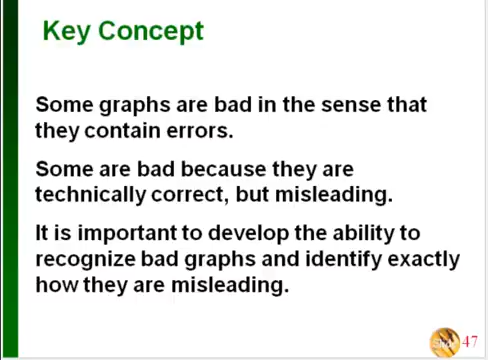 Key Concept
Some graphs are bad in the sense that
they contain errors.
Some are bad because they are
technically correct, but misleading.
It is important to develop the ability to
recognize bad graphs and identify exactly
how they are misleading.
Slide 47